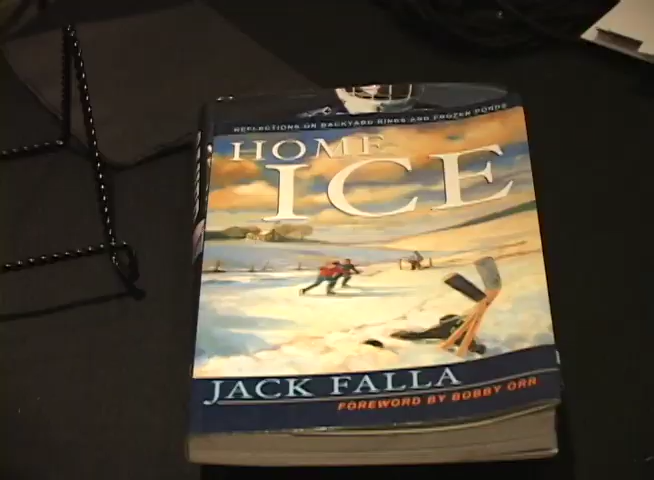 REFLECTIONS ON BACKYARD RINKS AND FROZEN PONDS
HOME
ICE
JACK FALLA
FOREWORD BY BOBBY ORR